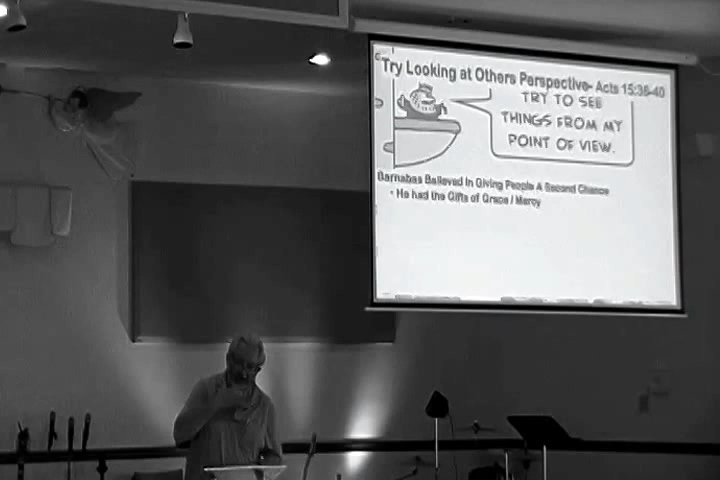 Try Looking at Others Perspective- Acts 15:36-40
TRY TO SEE
THINGS FROM MY
POINT OF VIEW.
Barnabas Believed In Giving People A Second Chance
• He had the Gifts of Grace / Mercy